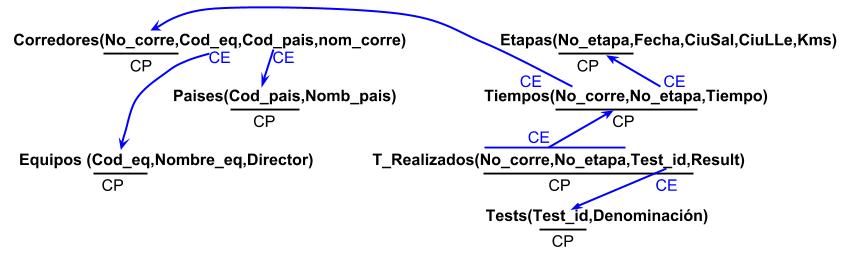 Corredores(No_corre,Cod_eq,Cod_pais,nom_corre)
CP
CE
CE
Etapas(No_etapa,Fecha,CiuSal,CiuLLe,Kms)
CP
CE
CE
Paises(Cod_pais,Nomb_pais)
CP
Tiempos(No_corre,No_etapa,Tiempo)
CP
CE
Equipos (Cod_eq,Nombre_eq,Director)
CP
T_Realizados(No_corre,No_etapa,Test_id,Result)
CP
CE
Tests(Test_id,Denominación)
CP